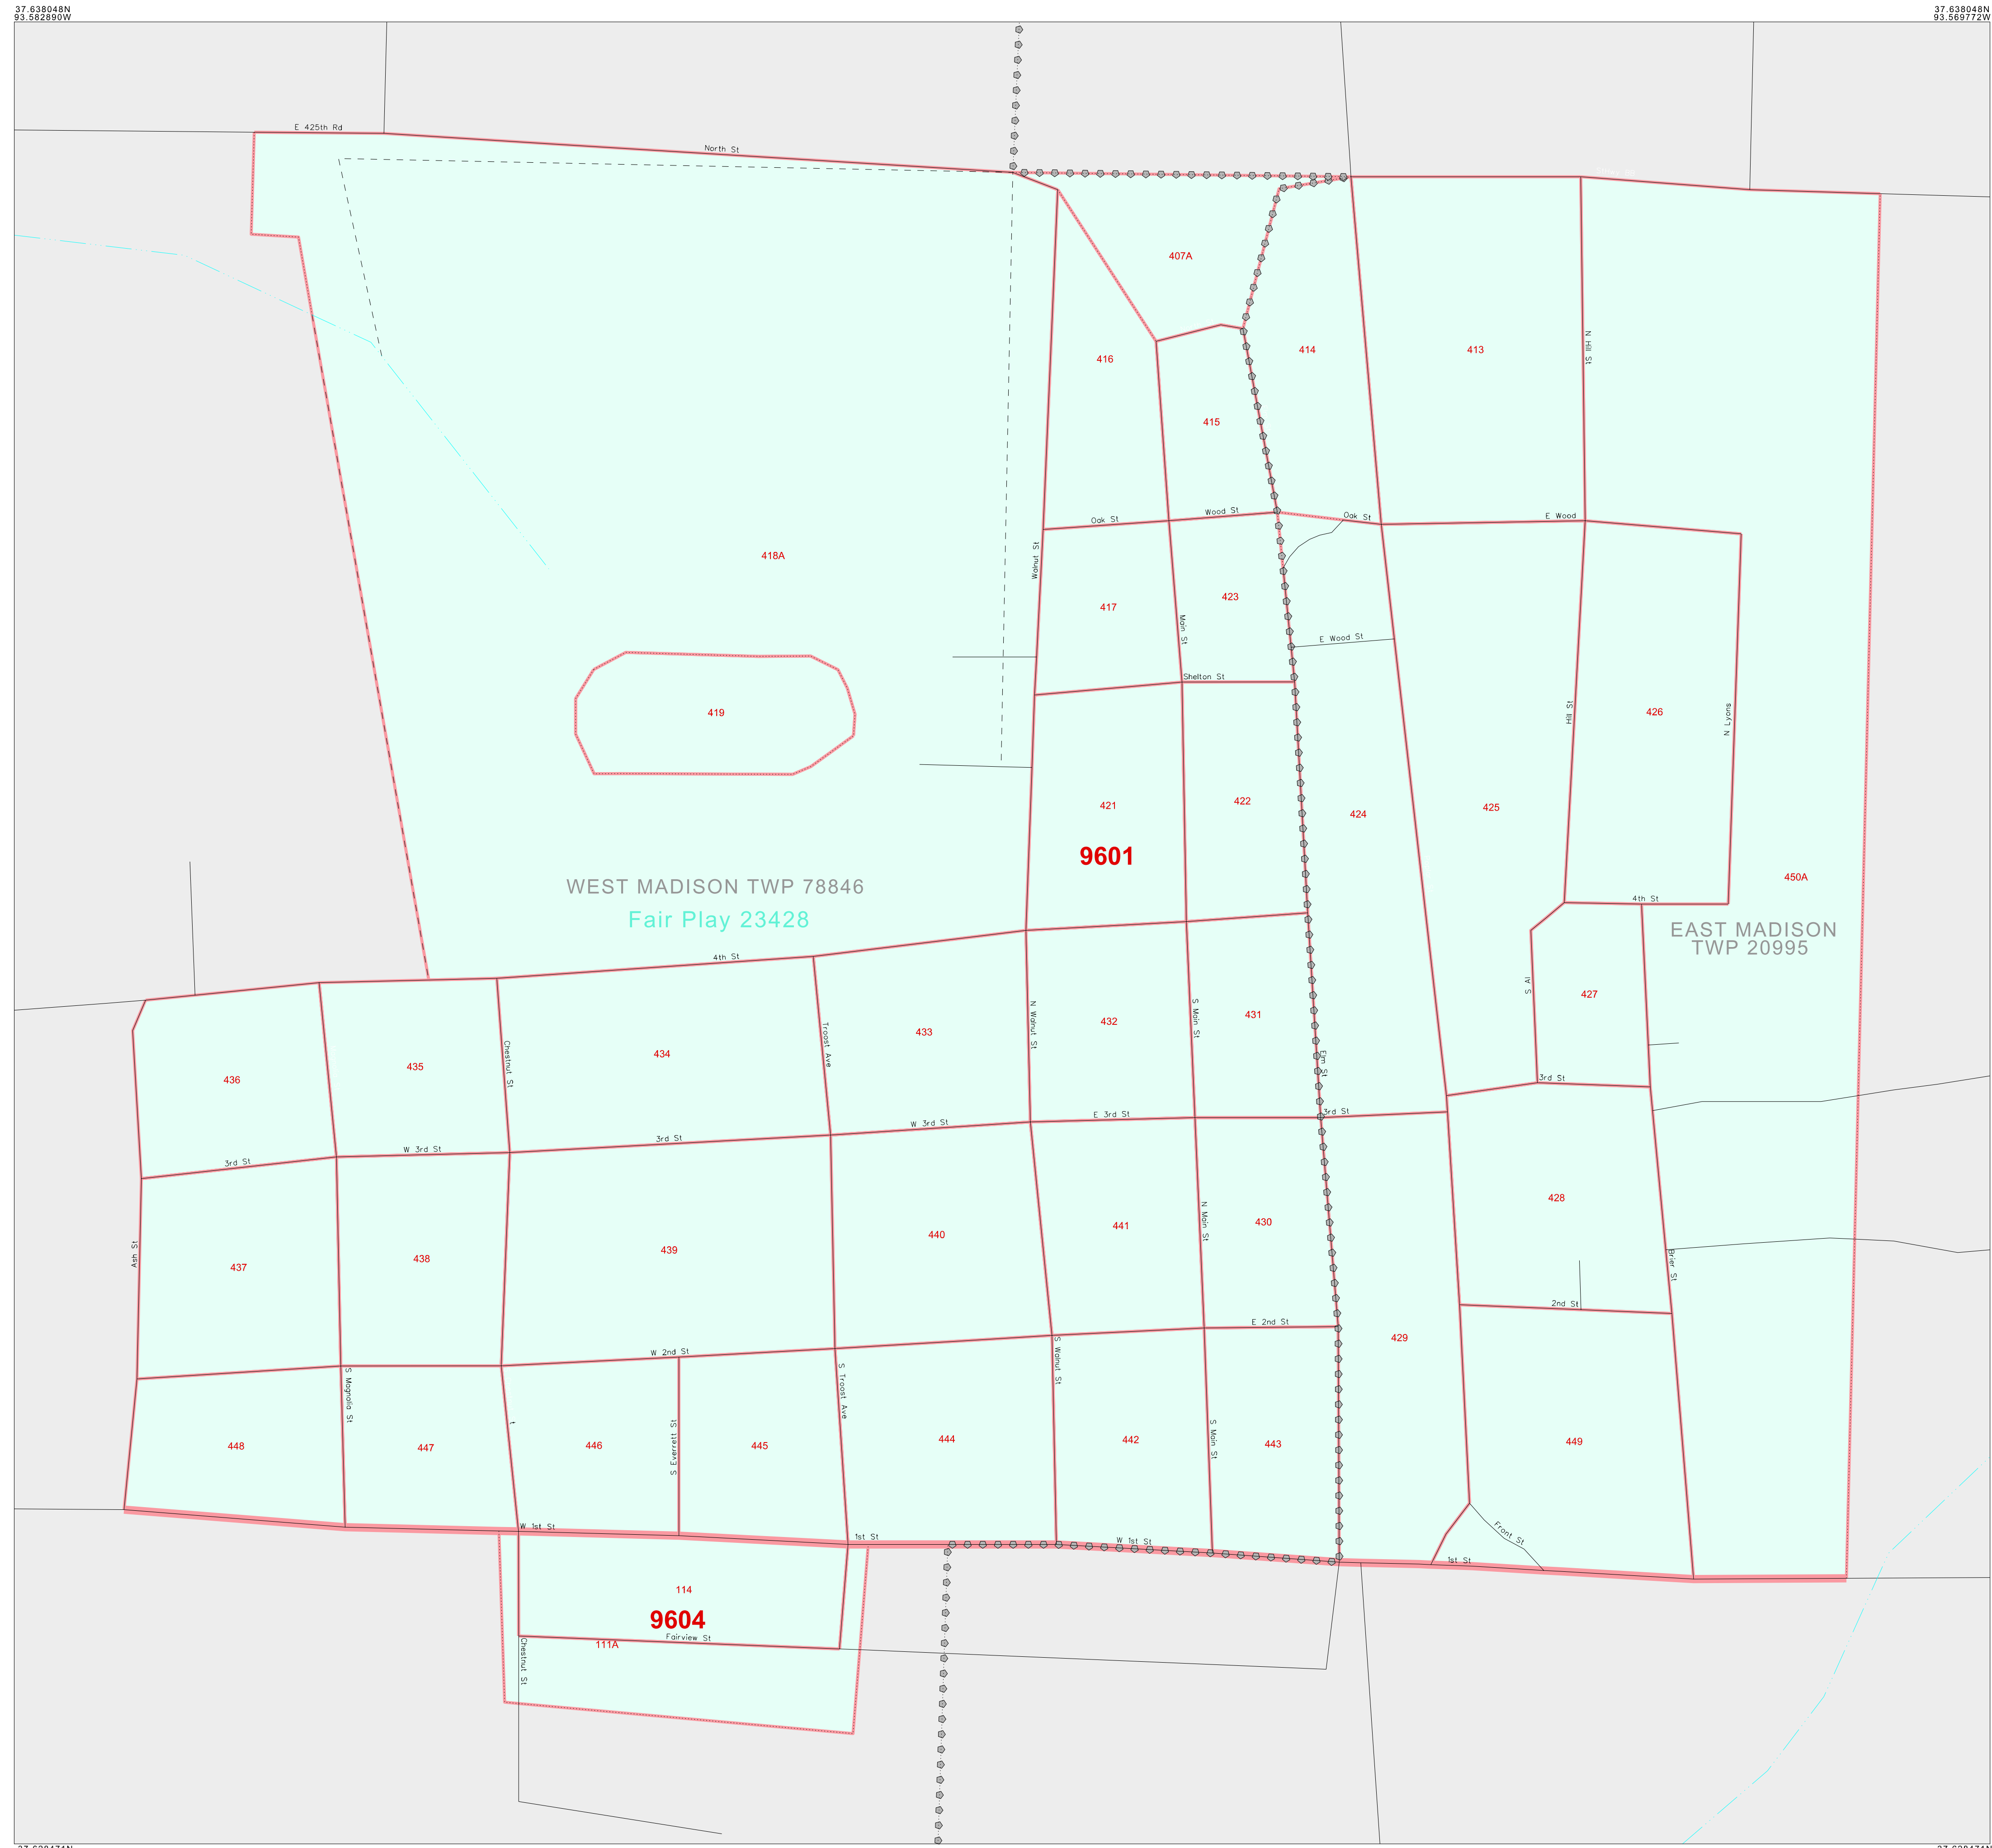 37.638048N
93.582890W
37.638048N
93.569772W
E 425th Rd
North St
407A
416
414
413
N Hill St
415
Oak St
Wood St
Oak St
E Wood
418A
Walnut St
417
423
Main St
E Wood St
Shelton St
419
Hill St
426
N Lyons
421
422
424
425
9601
450A
WEST MADISON TWP 78846
Fair Play 23428
4th St
EAST MADISON
TWP 20995
4th St
S Al
427
N Walnut St
S Main St
432
431
433
Troost Ave
434
Chestnut St
435
436
Elm St
3rd St
3rd St
E 3rd St
W 3rd St
3rd St
W 3rd St
3rd St
428
N Main St
430
441
440
439
438
437
Ash St
Brier St
2nd St
E 2nd St
429
W 2nd St
S Walnut St
S Troost Ave
S Magnolia St
t
S Everrett St
S Main St
448
447
446
445
444
442
443
449
W 1st St
1st St
W 1st St
Front St
1st St
114
9604
Fairview St
111A
Chestnut St